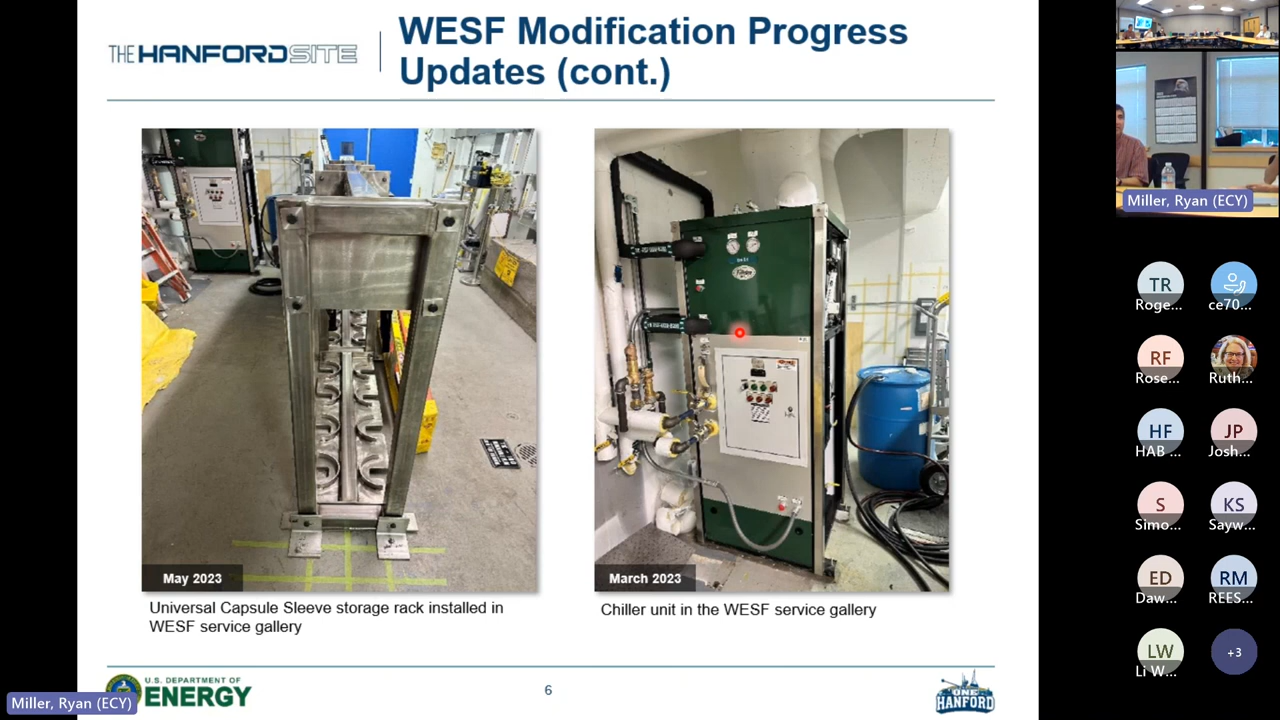 THE HANFORD SITE
WESF Modification Progress
Updates (cont.)
May 2023
March 2023
Universal Capsule Sleeve storage rack installed in
WESF service gallery
Chiller unit in the WESF service gallery
U.S. DEPARTMENT OF
ENERGY
6
ONE
HANFORD
Miller, Ryan (ECY)
Miller, Ryan (ECY)
TR
Roge...
ce70...
RF
Rose...
Ruth...
HF
HAB ...
JP
Josh...
S
Simo...
KS
Sayw...
ED
Daw...
RM
REES...
LW
Li W...
+3